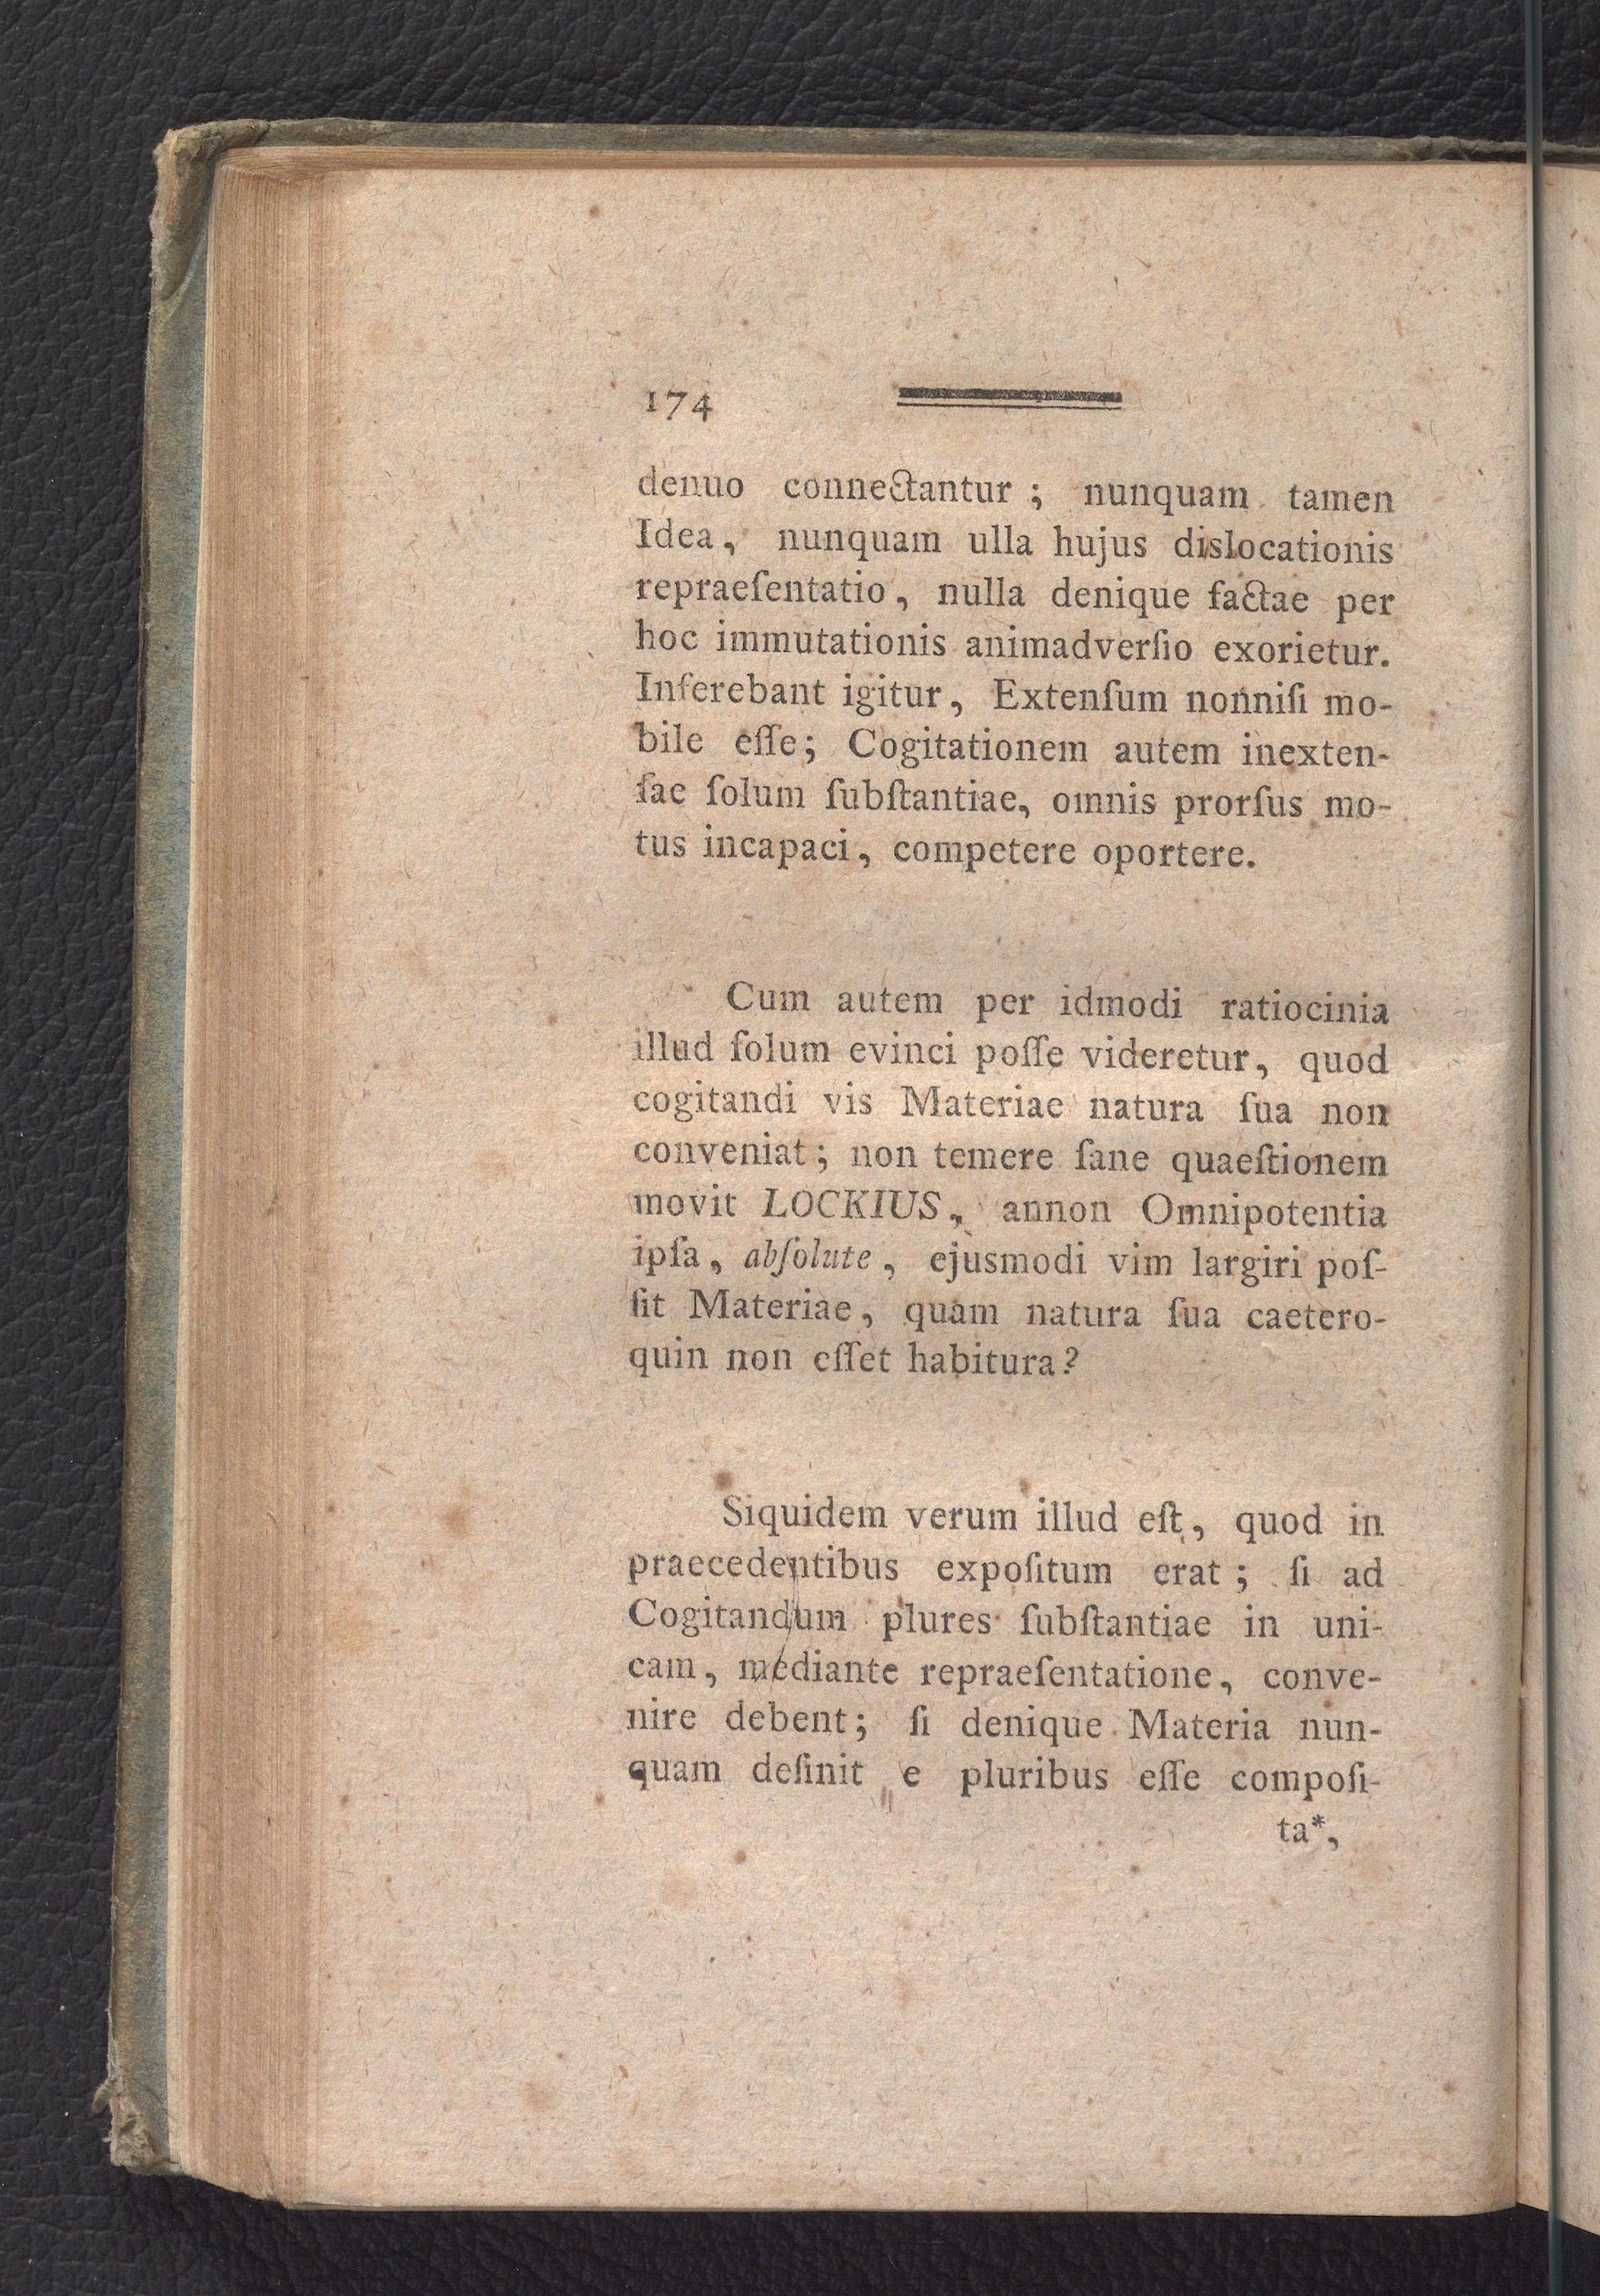 174
denuo connectantur ; nunquam tamen
Idea, nunquam ulla hujus dislocationis
repraeſentatio, nulla denique factae per
hoc immutationis animadverſio exorietur.
Inferebant igitur, Extenſum nonniſi mo-
bile eſſe; Cogitationem autem inexten-
ſae ſolum ſubſtantiae, omnis prorſus mo-
tus incapaci, competere oportere.
Cum autem per idmodi ratiocinia
illud ſolum evinci poſſe videretur, quod
cogitandi vis Materiae natura ſua non
conveniat; non temere ſane quaeſtionem
movit LOCKIUS, annon Omnipotentia
ipſa, abſolute, ejusmodi vim largiri poſ-
ſit Materiae, quam natura ſua caetero-
quin non eſſet habitura?
Siquidem verum illud eſt, quod in
praecedentibus expoſitum erat; ſi ad
Cogitandum plures ſubſtantiae in uni-
cam, mediante repraeſentatione, conve-
nire debent; ſi denique Materia nun-
quam deſinit e pluribus eſſe compoſi-
ta*,